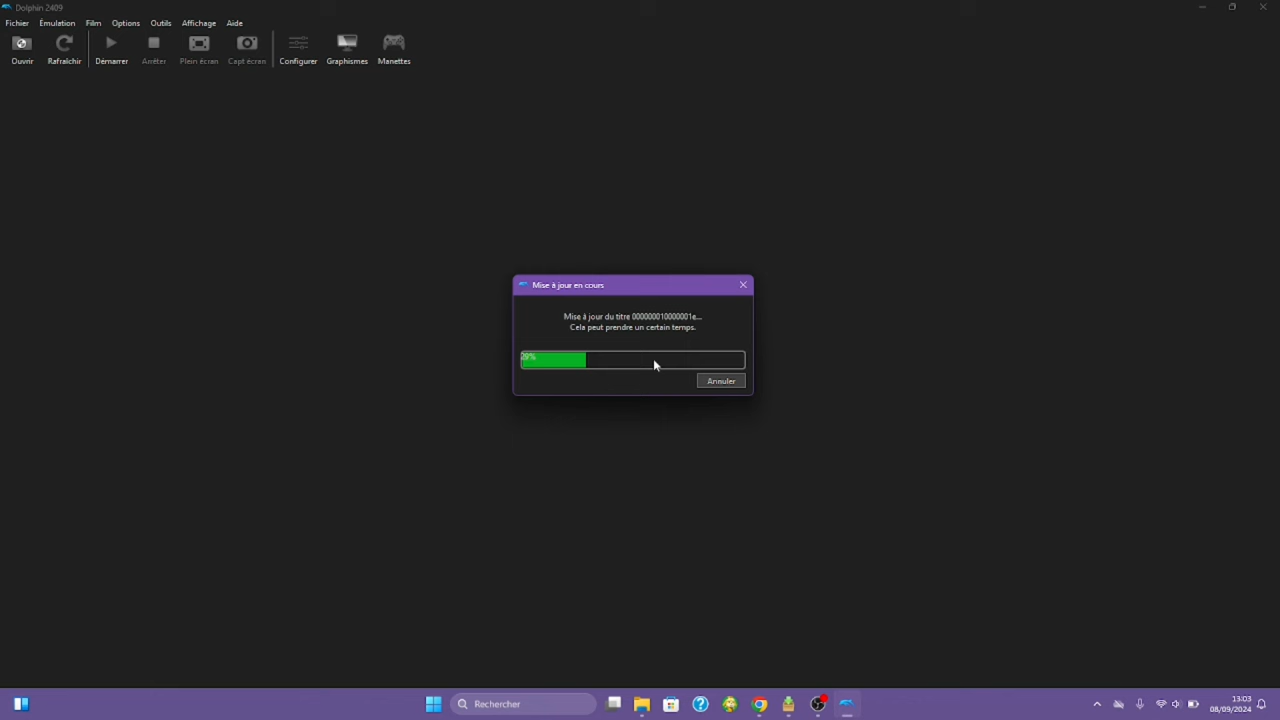 Dolphin 2409
Fichier Émulation Film Options Outils Affichage Aide
Ouvrir Rafraîchir Démarrer Arrêter Plein écran Capt écran Configurer Graphismes Manettes
Mise à jour en cours
Mise à jour du titre 000000010000001e...
Cela peut prendre un certain temps.
29%
Annuler
Rechercher
13:03
08/09/2024